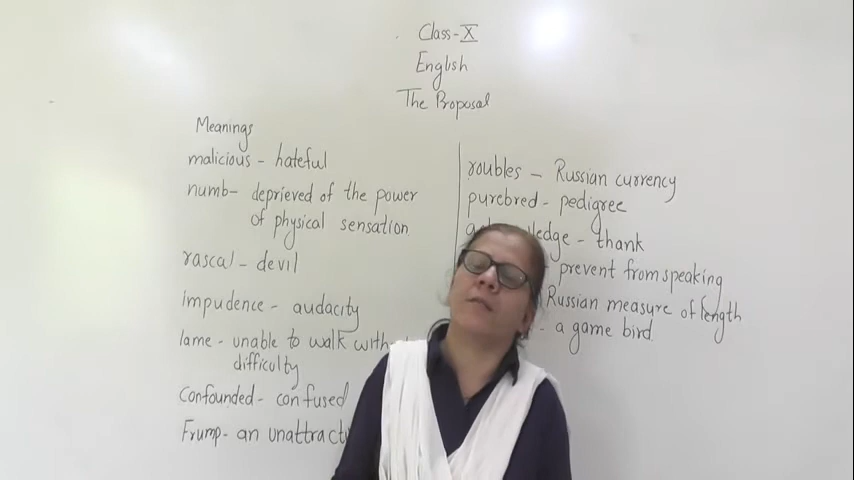 Class-X
English
The Proposal
Meanings
malicious - hateful
numb- deprieved of the power
of physical sensation
rascal - devil
impudence - audacity
lame - unable to walk with
difficulty
Confounded - confused
Frump- an
roubles - Russian currency
purebred - pedigree
- thank
prevent from speaking
Russian measure of length
- a game bird